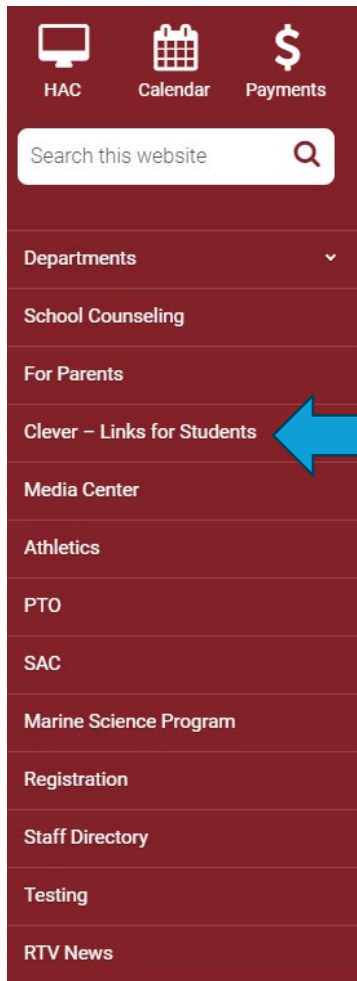 HAC Calendar Payments
Search this website
Departments
School Counseling
For Parents
Clever – Links for Students
Media Center
Athletics
PTO
SAC
Marine Science Program
Registration
Staff Directory
Testing
RTV News